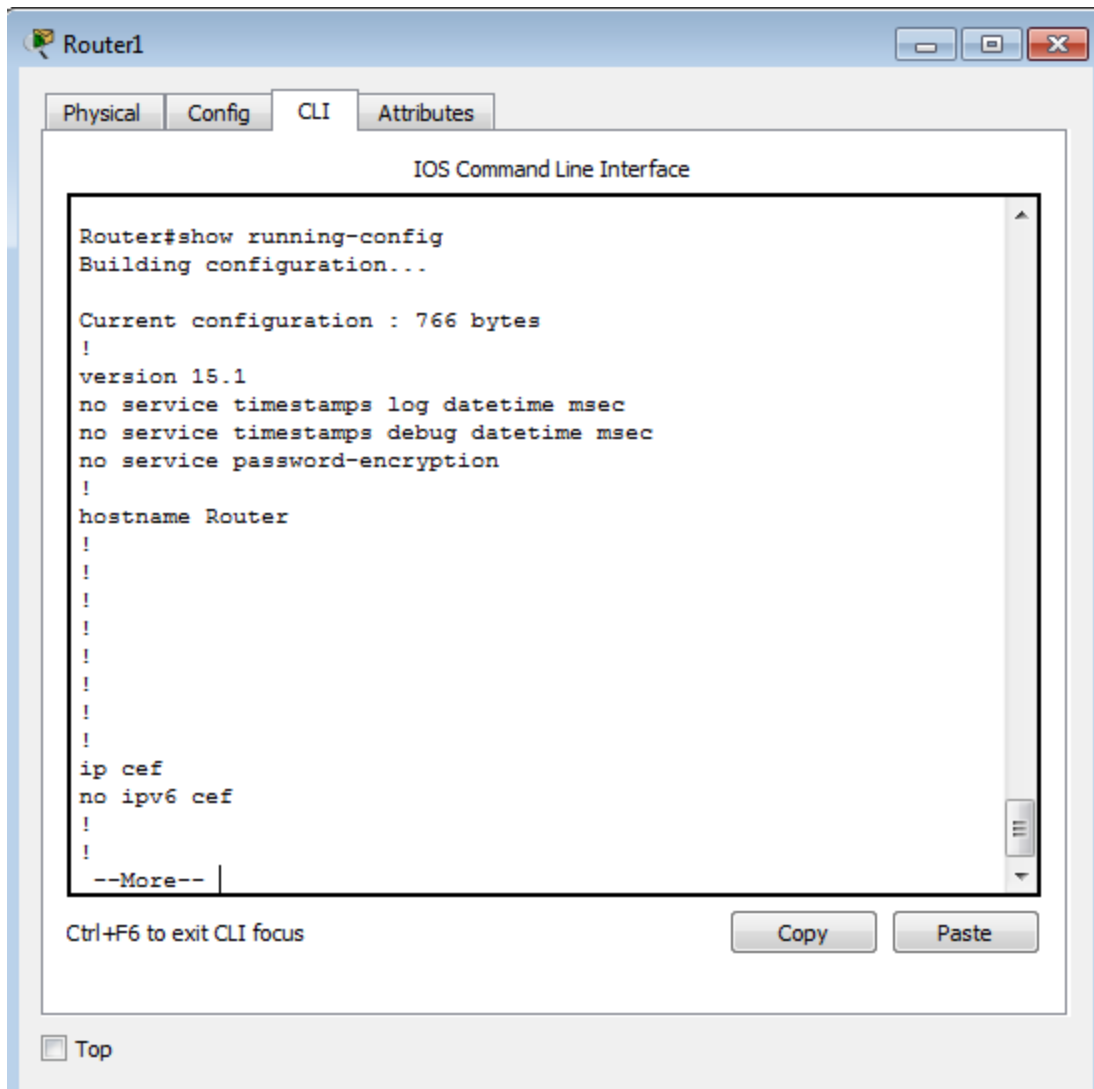 Router1
Physical Config CLI Attributes
IOS Command Line Interface
Router#show running-config
Building configuration...
Current configuration : 766 bytes
!
version 15.1
no service timestamps log datetime msec
no service timestamps debug datetime msec
no service password-encryption
!
hostname Router
!
!
!
!
!
!
!
!
ip cef
no ipv6 cef
!
!
--More--
Ctrl+F6 to exit CLI focus
Copy Paste
Top